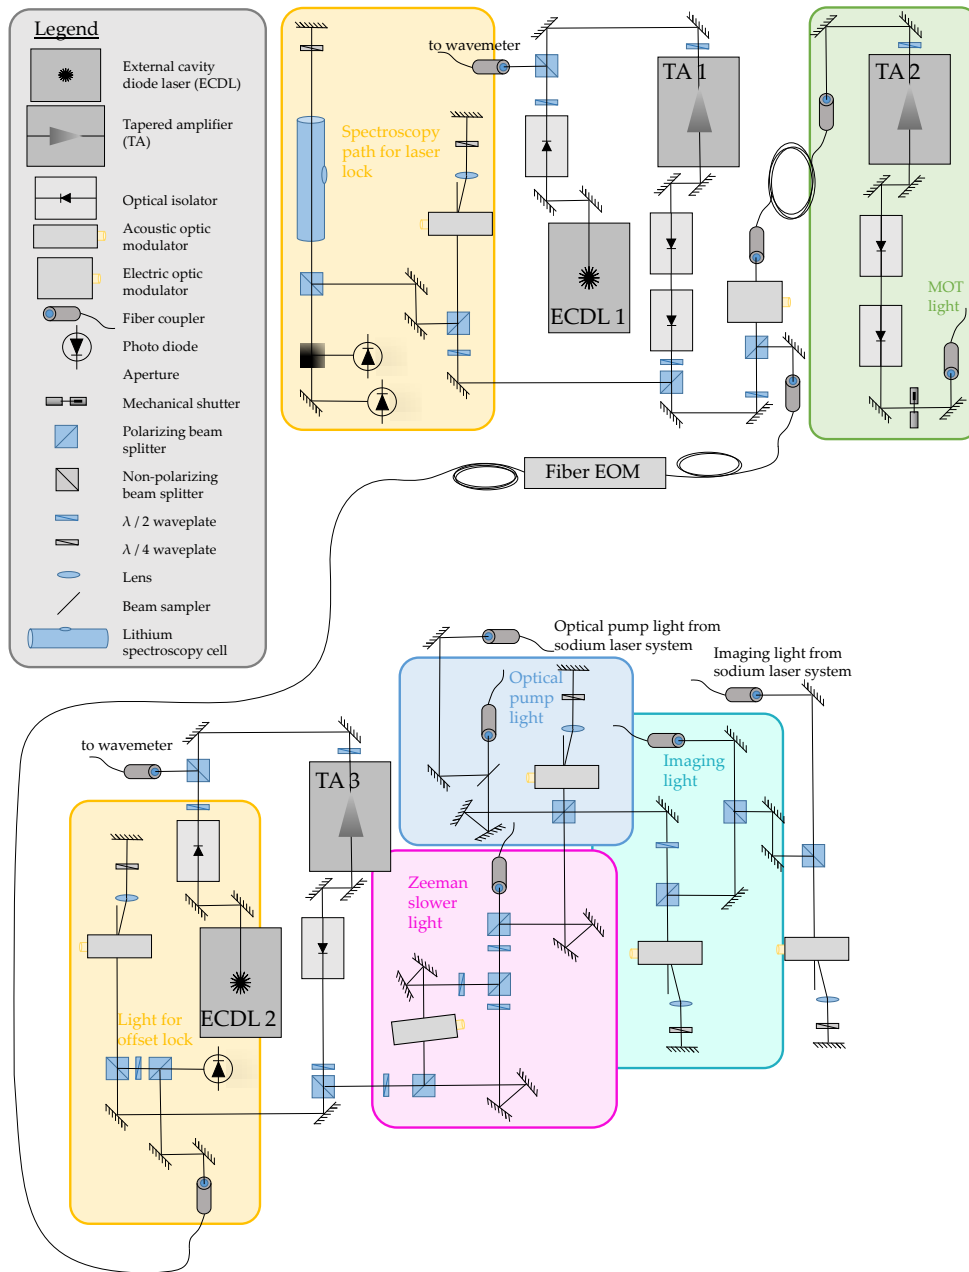 Legend
External cavity
diode laser (ECDL)
Tapered amplifier
(TA)
Optical isolator
Acoustic optic
modulator
Electric optic
modulator
Fiber coupler
Photo diode
Aperture
Mechanical shutter
Polarizing beam
splitter
Non-polarizing
beam splitter
λ / 2 waveplate
λ / 4 waveplate
Lens
Beam sampler
Lithium
spectroscopy cell
to wavemeter
Spectroscopy
path for laser
lock
TA 1
ECDL 1
TA 2
MOT
light
Fiber EOM
Optical pump light from
sodium laser system
Imaging light from
sodium laser system
Optical
pump
light
Imaging
light
to wavemeter
TA 3
Zeeman
slower
light
ECDL 2
Light for
offset lock